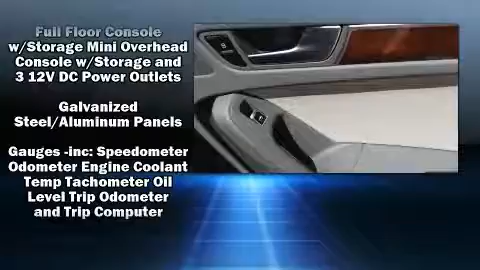 Full Floor Console
w/Storage Mini Overhead
Console w/Storage and
3 12V DC Power Outlets
Galvanized
Steel/Aluminum Panels
Gauges -inc: Speedometer
Odometer Engine Coolant
Temp Tachometer Oil
Level Trip Odometer
and Trip Computer